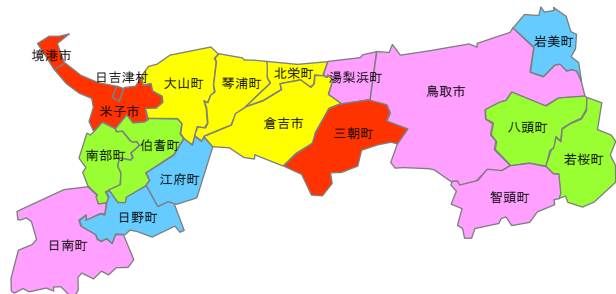 境港市
日吉津村
米子市
大山町
琴浦町
北栄町
湯梨浜町
鳥取市
岩美町
倉吉市
三朝町
八頭町
若桜町
智頭町
南部町
伯耆町
江府町
日野町
日南町